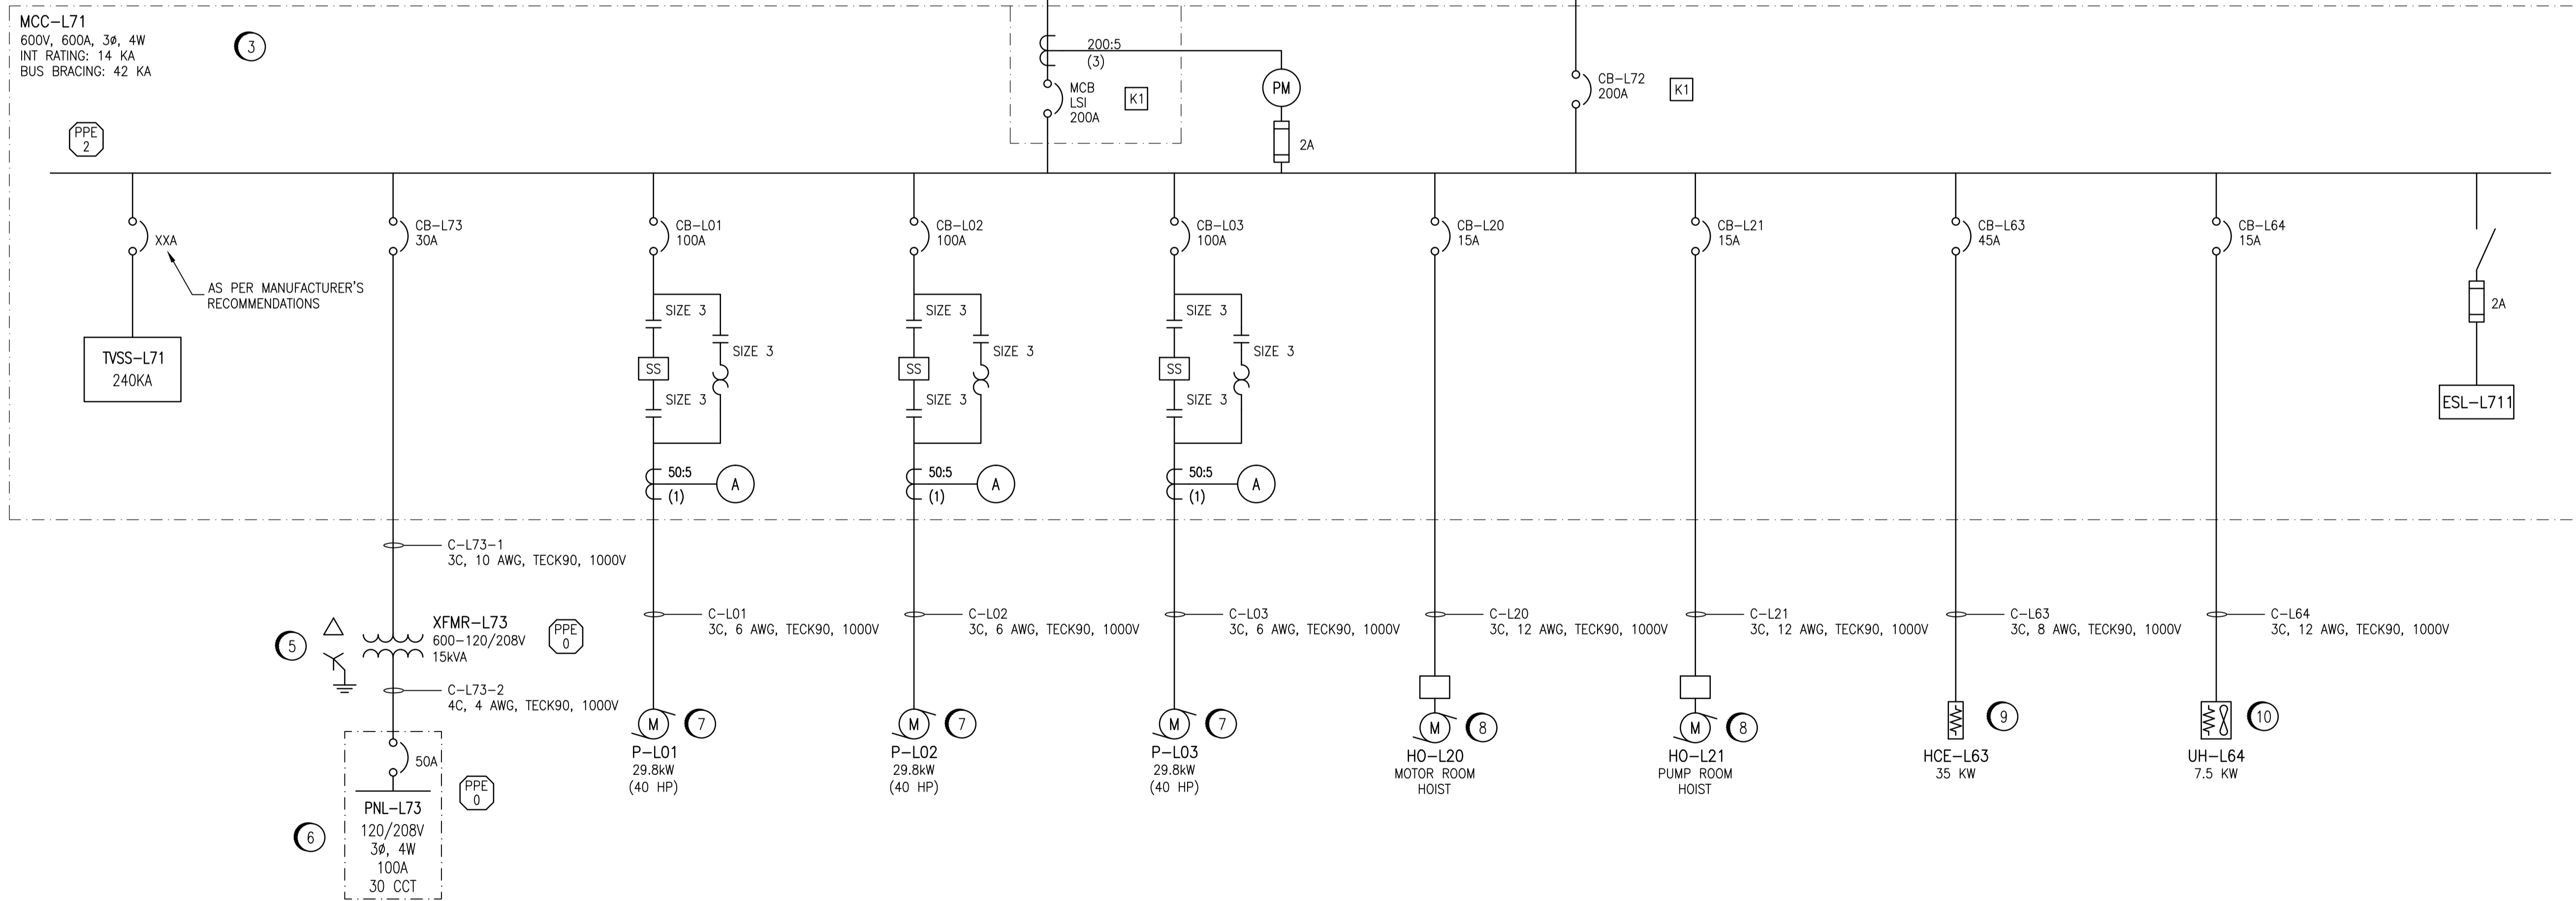 MCC-L71
600V, 600A, 3ø, 4W
INT RATING: 14 KA
BUS BRACING: 42 KA
3
PPE
2
200:5
(3)
MCB
LSI
200A
K1
PM
2A
CB-L72
200A
K1
XXA
AS PER MANUFACTURER'S
RECOMMENDATIONS
TVSS-L71
240KA
CB-L73
30A
CB-L01
100A
SIZE 3
SIZE 3
SS
SIZE 3
50:5
(1)
A
CB-L02
100A
SIZE 3
SIZE 3
SS
SIZE 3
50:5
(1)
A
CB-L03
100A
SIZE 3
SIZE 3
SS
SIZE 3
50:5
(1)
A
CB-L20
15A
CB-L21
15A
CB-L63
45A
CB-L64
15A
2A
ESL-L711
C-L73-1
3C, 10 AWG, TECK90, 1000V
5
XFMR-L73
600-120/208V
15kVA
PPE
0
C-L73-2
4C, 4 AWG, TECK90, 1000V
50A
PPE
0
6
PNL-L73
120/208V
3ø, 4W
100A
30 CCT
C-L01
3C, 6 AWG, TECK90, 1000V
M
7
P-L01
29.8kW
(40 HP)
C-L02
3C, 6 AWG, TECK90, 1000V
M
7
P-L02
29.8kW
(40 HP)
C-L03
3C, 6 AWG, TECK90, 1000V
M
7
P-L03
29.8kW
(40 HP)
C-L20
3C, 12 AWG, TECK90, 1000V
M
8
HO-L20
MOTOR ROOM
HOIST
C-L21
3C, 12 AWG, TECK90, 1000V
M
8
HO-L21
PUMP ROOM
HOIST
C-L63
3C, 8 AWG, TECK90, 1000V
9
HCE-L63
35 KW
C-L64
3C, 12 AWG, TECK90, 1000V
10
UH-L64
7.5 KW